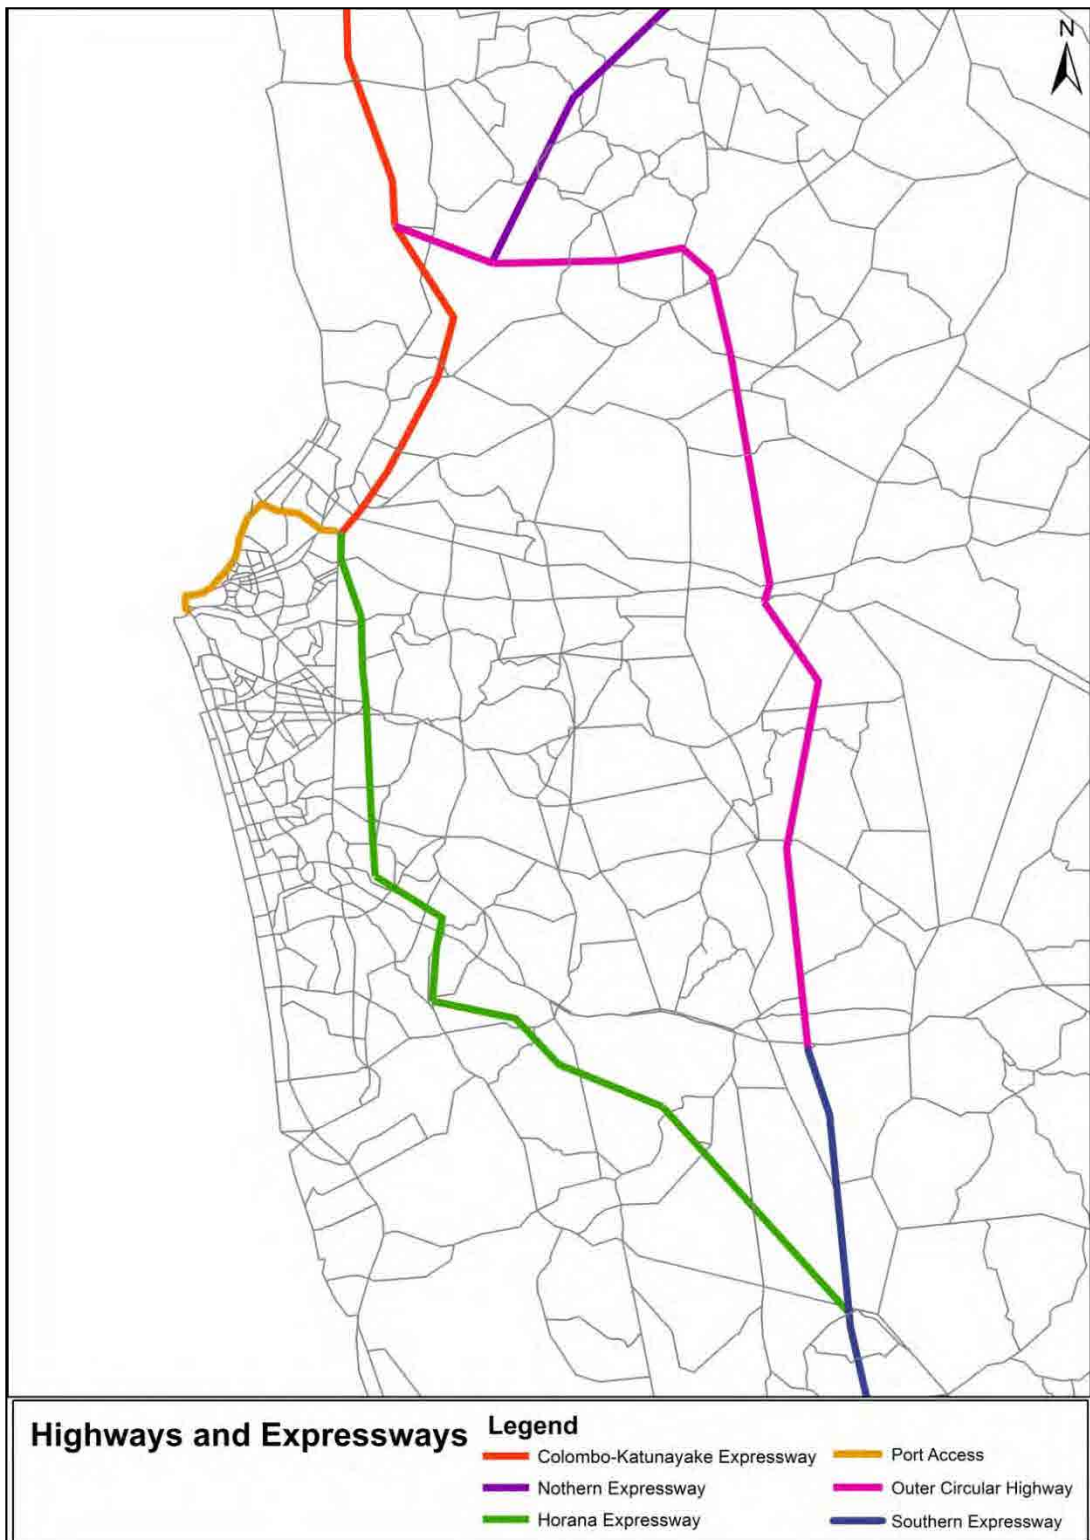 N
Highways and Expressways
Legend
Colombo-Katunayake Expressway
Nothern Expressway
Horana Expressway
Port Access
Outer Circular Highway
Southern Expressway